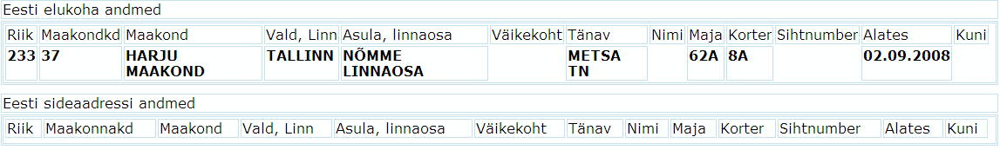 Eesti elukoha andmed
Riik Maakondkd Maakond Vald, Linn Asula, linnaosa Väikekoht Tänav Nimi Maja Korter Sihtnumber Alates Kuni
233 37 HARJU TALLINN NÕMME METSA 62A 8A 02.09.2008
MAAKOND LINNAOSA TN
Eesti sideaadressi andmed
Riik Maakonnakd Maakond Vald, Linn Asula, linnaosa Väikekoht Tänav Nimi Maja Korter Sihtnumber Alates Kuni